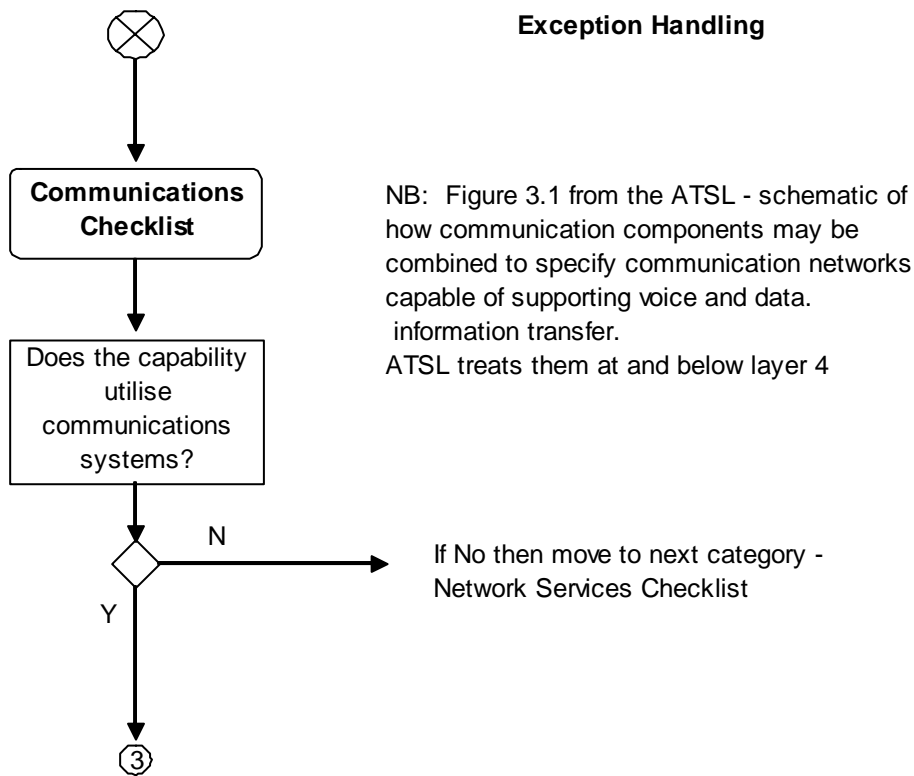 Exception Handling
Communications
Checklist
NB: Figure 3.1 from the ATSL - schematic of
how communication components may be
combined to specify communication networks
capable of supporting voice and data.
information transfer.
ATSL treats them at and below layer 4
Does the capability
utilise
communications
systems?
N
If No then move to next category -
Network Services Checklist
Y
3